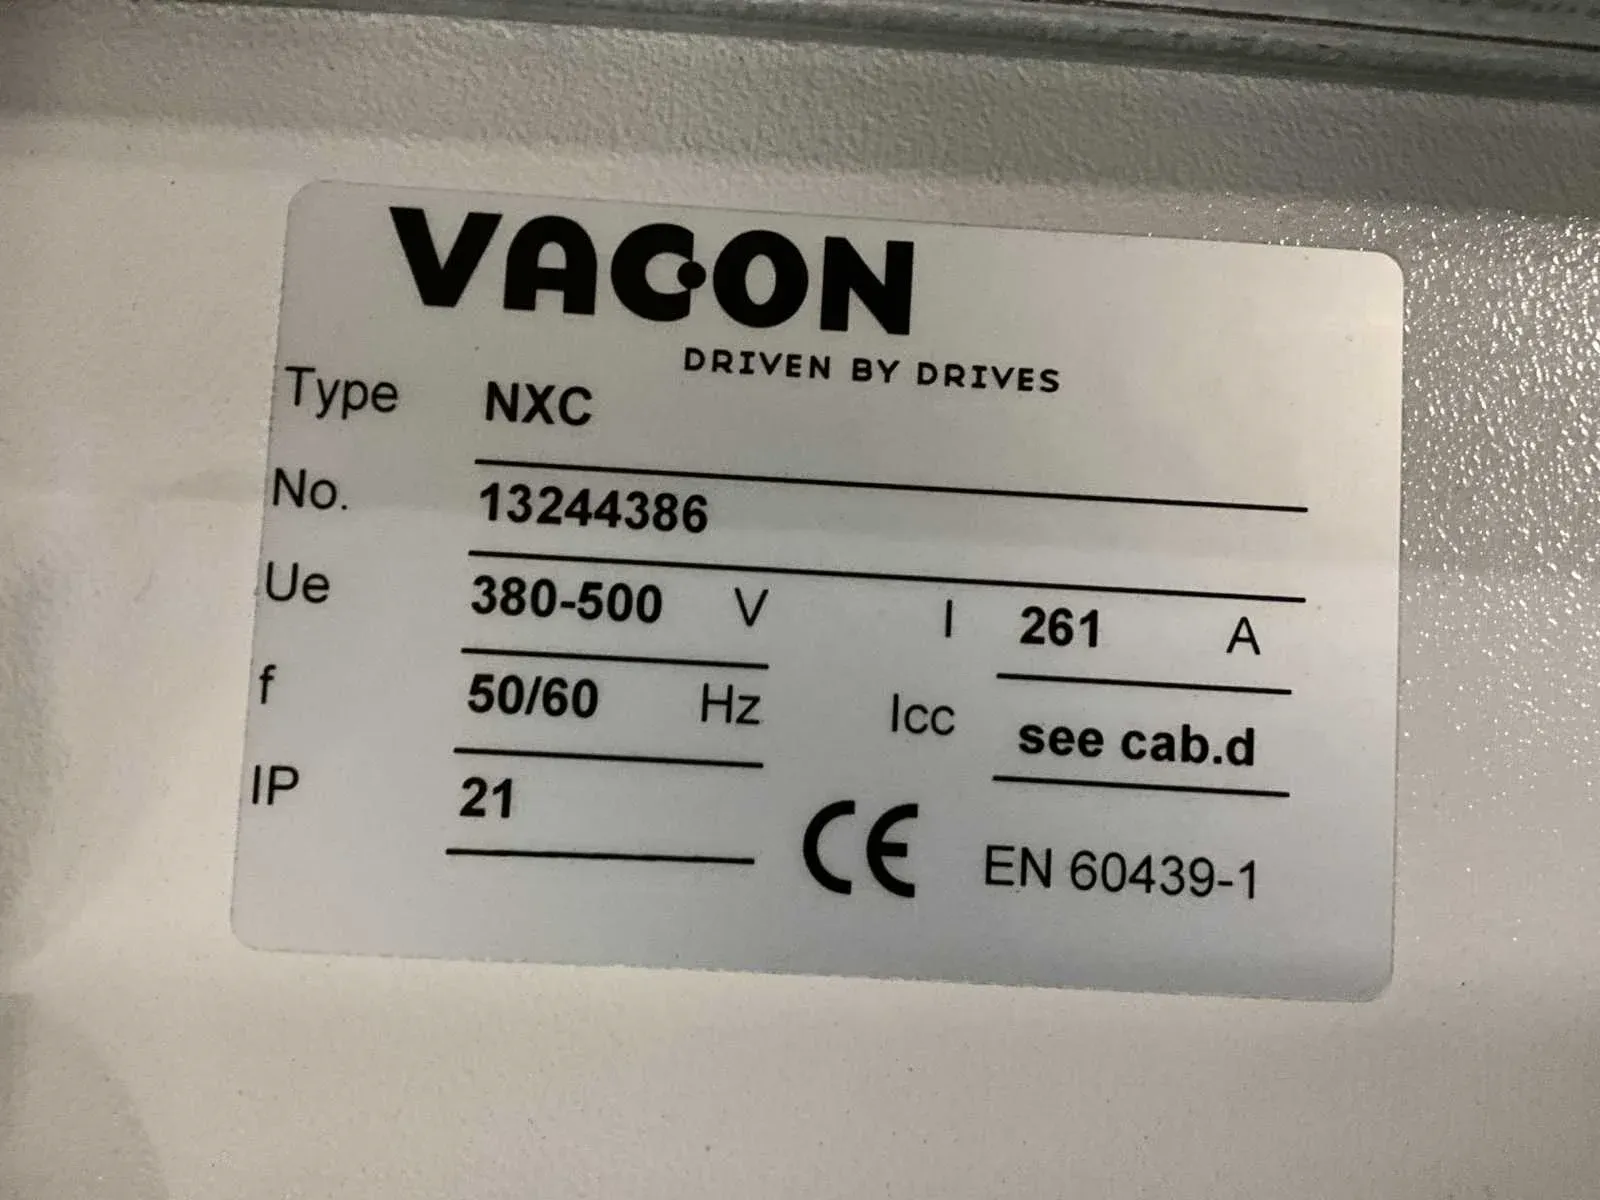 VACON
DRIVEN BY DRIVES
Type NXC
No. 13244386
Ue 380-500 V I 261 A
f 50/60 Hz Icc see cab.d
IP 21 CE EN 60439-1